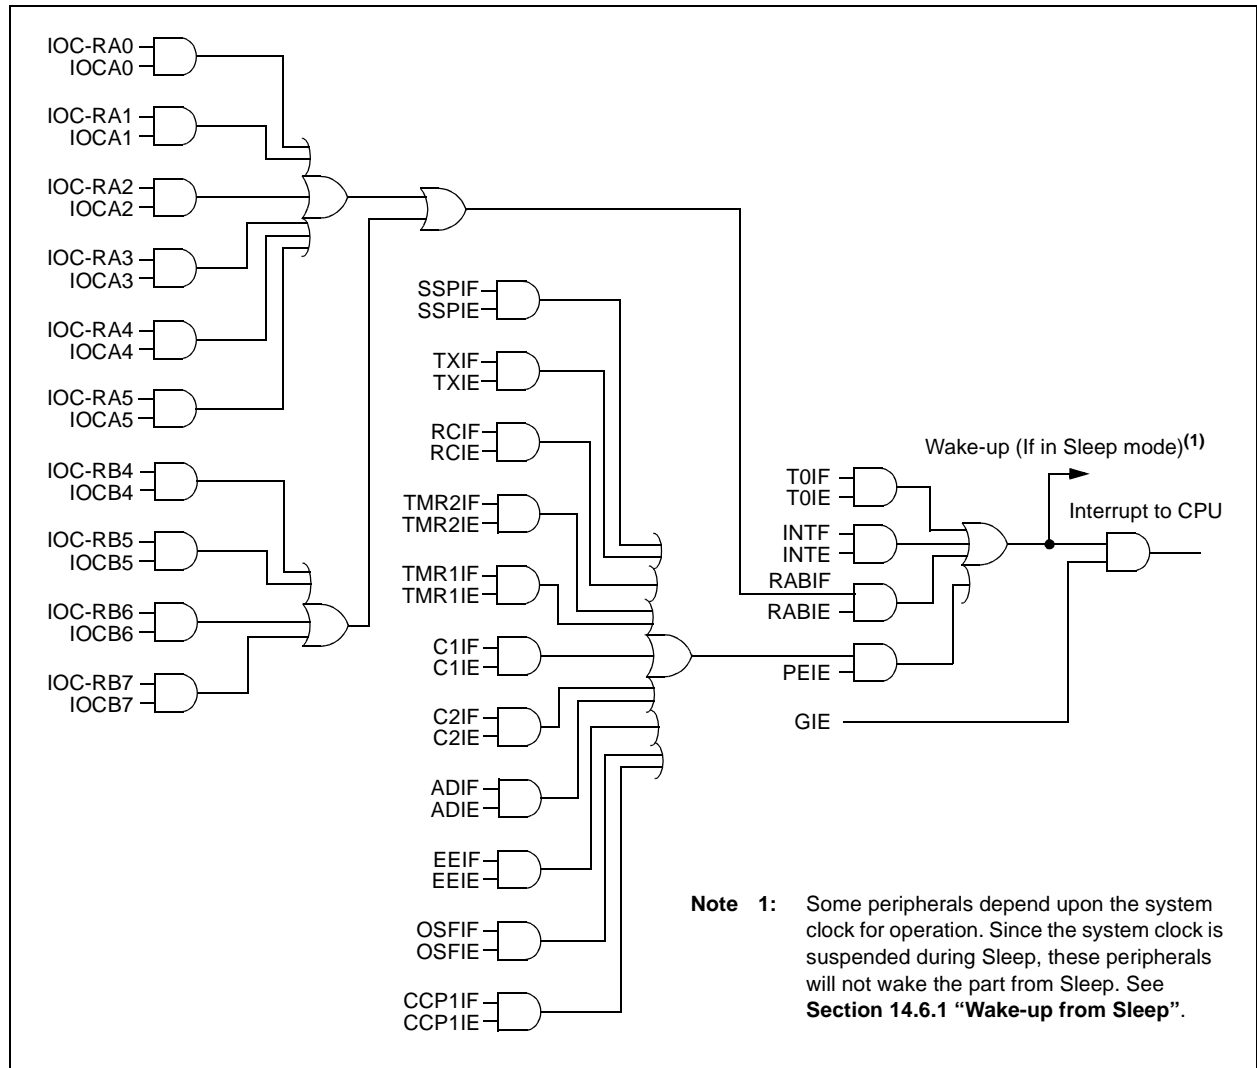 IOC-RA0
IOCA0
IOC-RA1
IOCA1
IOC-RA2
IOCA2
IOC-RA3
IOCA3
IOC-RA4
IOCA4
IOC-RA5
IOCA5
IOC-RB4
IOCB4
IOC-RB5
IOCB5
IOC-RB6
IOCB6
IOC-RB7
IOCB7
SSPIF
SSPIE
TXIF
TXIE
RCIF
RCIE
TMR2IF
TMR2IE
TMR1IF
TMR1IE
C1IF
C1IE
C2IF
C2IE
ADIF
ADIE
EEIF
EEIE
OSFIF
OSFIE
CCP1IF
CCP1IE
Wake-up (If in Sleep mode)(1)
T0IF
T0IE
Interrupt to CPU
INTF
INTE
RABIF
RABIE
PEIE
GIE
Note 1: Some peripherals depend upon the system
clock for operation. Since the system clock is
suspended during Sleep, these peripherals
will not wake the part from Sleep. See
Section 14.6.1 “Wake-up from Sleep”.